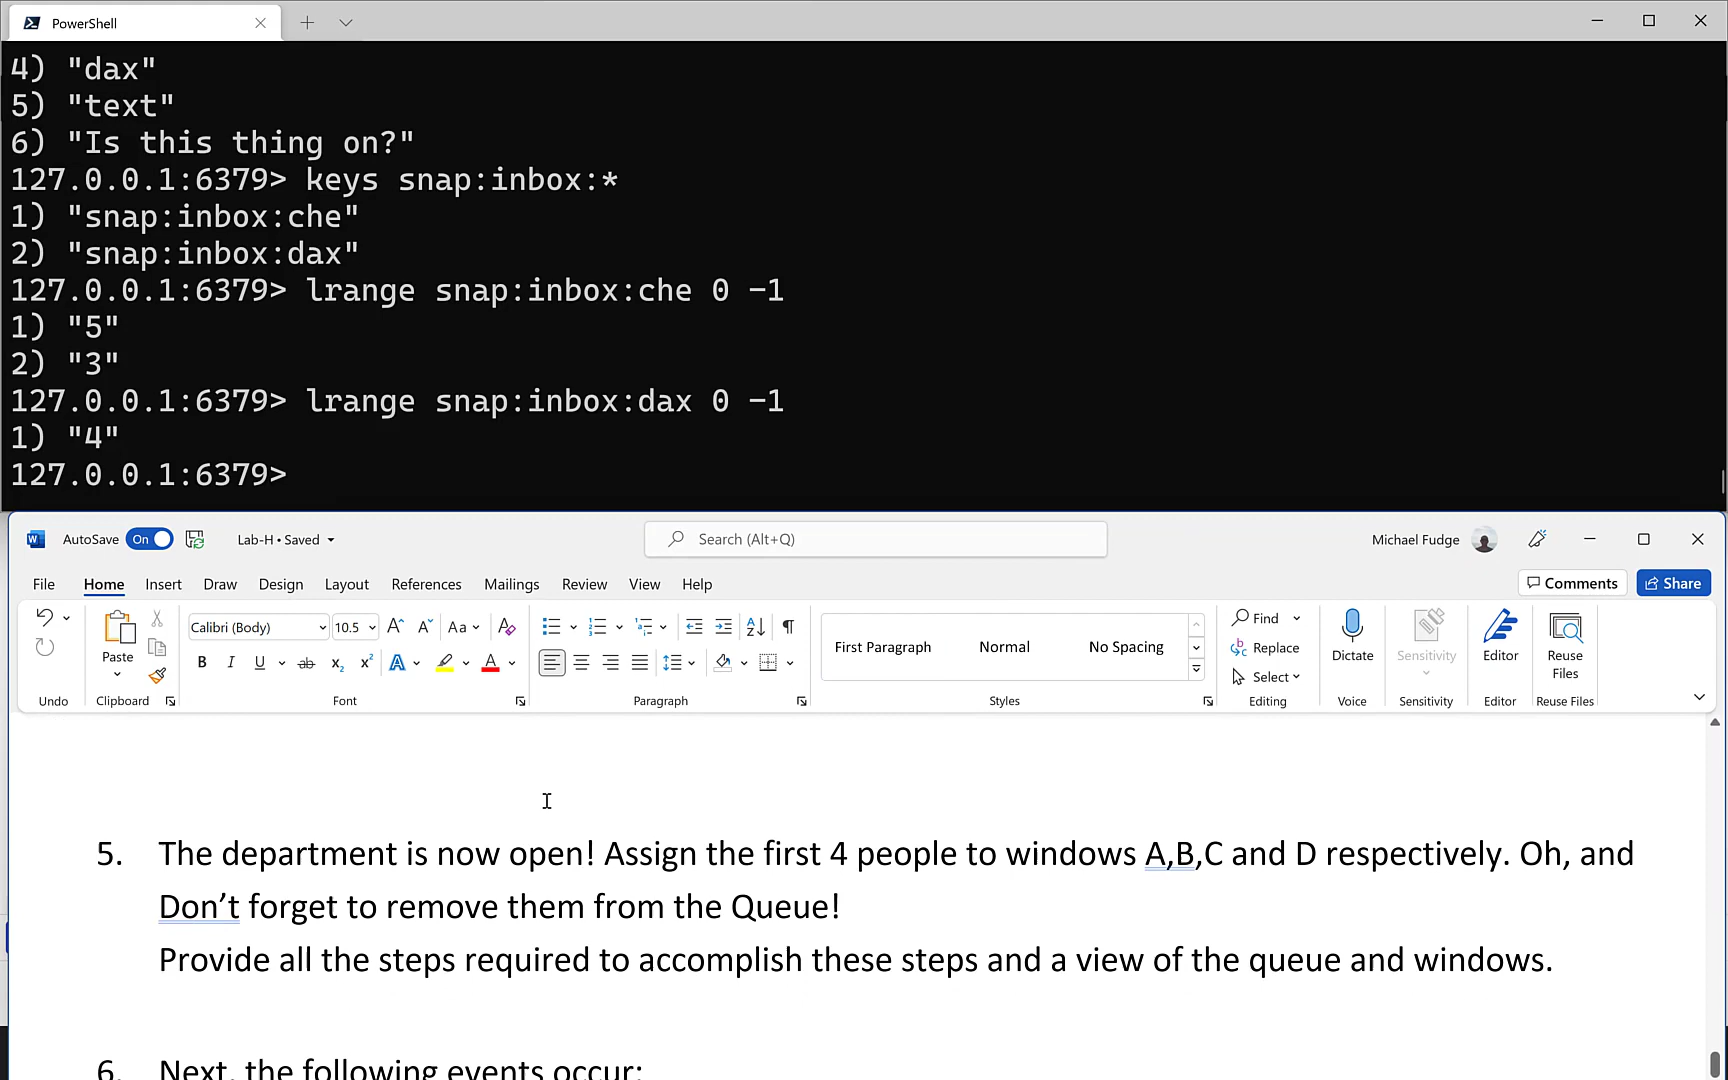 PowerShell
4) "dax"
5) "text"
6) "Is this thing on?"
127.0.0.1:6379> keys snap:inbox:*
1) "snap:inbox:che"
2) "snap:inbox:dax"
127.0.0.1:6379> lrange snap:inbox:che 0 -1
1) "5"
2) "3"
127.0.0.1:6379> lrange snap:inbox:dax 0 -1
1) "4"
127.0.0.1:6379>
AutoSave On Lab-H • Saved Search (Alt+Q) Michael Fudge
File Home Insert Draw Design Layout References Mailings Review View Help Comments Share
Calibri (Body) 10.5 Aa Find
First Paragraph Normal No Spacing
Paste Replace Dictate Sensitivity Editor Reuse Files
Select
Undo Clipboard Font Paragraph Styles Editing Voice Sensitivity Editor Reuse Files
5. The department is now open! Assign the first 4 people to windows A,B,C and D respectively. Oh, and
Don’t forget to remove them from the Queue!
Provide all the steps required to accomplish these steps and a view of the queue and windows.
6. Next, the following events occur: